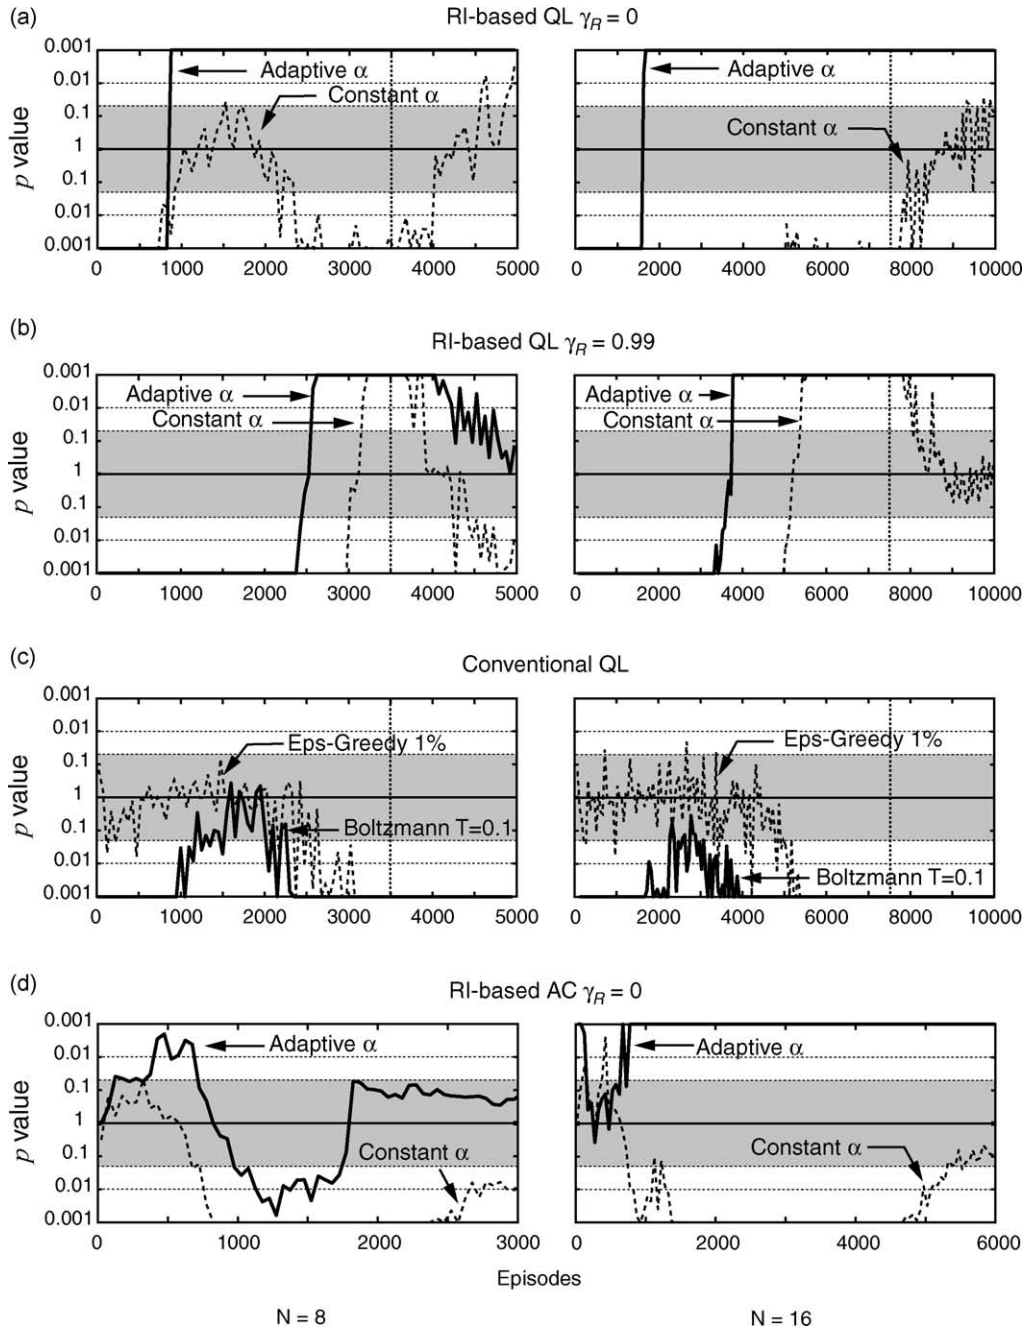 (a)
RI-based QL γR = 0
0.001
0.01
0.1
1
0.1
0.01
0.001
p value
Adaptive α
Constant α
0 1000 2000 3000 4000 5000
Adaptive α
Constant α
0 2000 4000 6000 8000 10000
(b)
RI-based QL γR = 0.99
0.001
0.01
0.1
1
0.1
0.01
0.001
p value
Adaptive α
Constant α
0 1000 2000 3000 4000 5000
Adaptive α
Constant α
0 2000 4000 6000 8000 10000
(c)
Conventional QL
0.001
0.01
0.1
1
0.1
0.01
0.001
p value
Eps-Greedy 1%
Boltzmann T=0.1
0 1000 2000 3000 4000 5000
Eps-Greedy 1%
Boltzmann T=0.1
0 2000 4000 6000 8000 10000
(d)
RI-based AC γR = 0
0.001
0.01
0.1
1
0.1
0.01
0.001
p value
Adaptive α
Constant α
0 1000 2000 3000
Adaptive α
Constant α
0 2000 4000 6000
Episodes
N = 8
N = 16